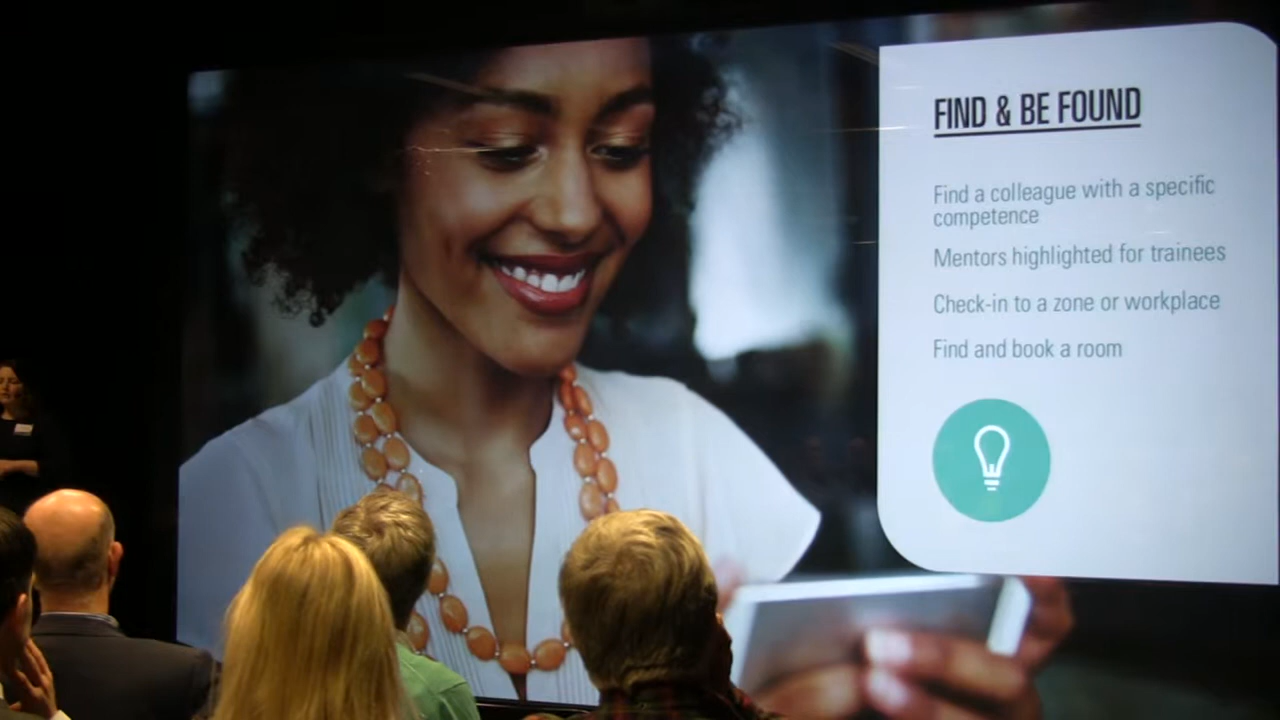 FIND & BE FOUND
Find a colleague with a specific
competence
Mentors highlighted for trainees
Check-in to a zone or workplace
Find and book a room